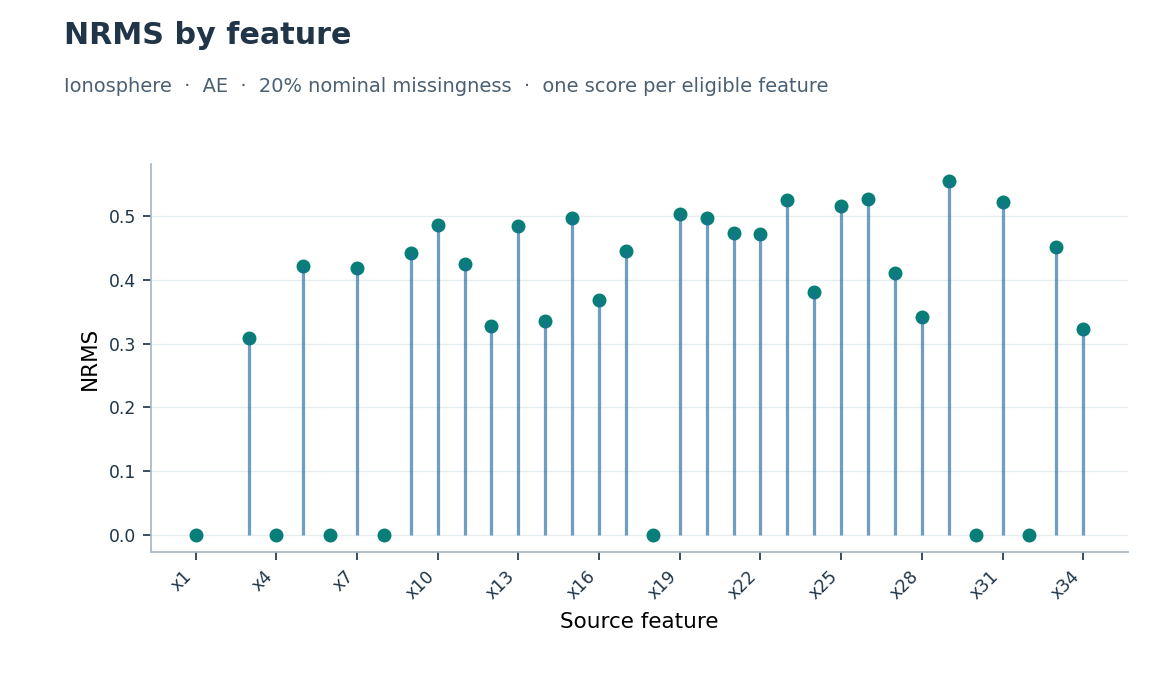 NRMS by feature
Ionosphere · AE · 20% nominal missingness · one score per eligible feature
NRMS
0.5
0.4
0.3
0.2
0.1
0.0
x1 x4 x7 x10 x13 x16 x19 x22 x25 x28 x31 x34
Source feature